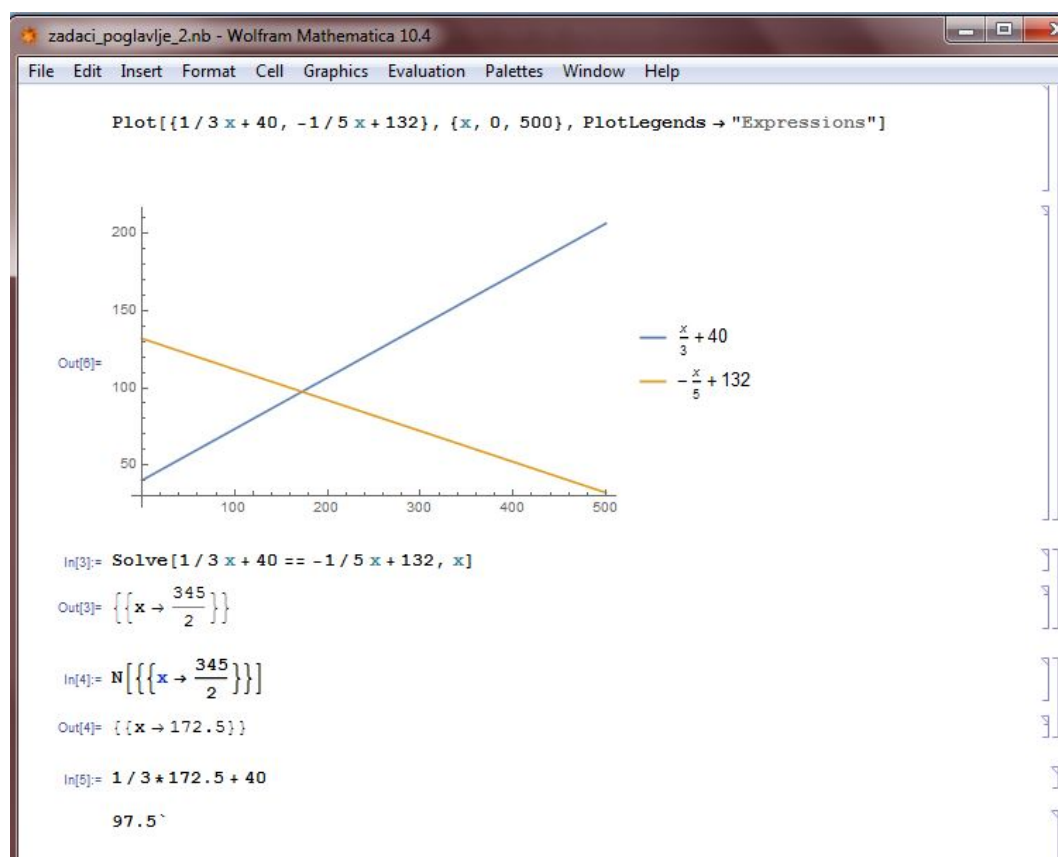 zadaci_poglavlje_2.nb - Wolfram Mathematica 10.4
File Edit Insert Format Cell Graphics Evaluation Palettes Window Help
Plot[{1/3 x + 40, -1/5 x + 132}, {x, 0, 500}, PlotLegends → "Expressions"]
200
150
100
50
100 200 300 400 500
Out[6]=
x/3 + 40
-x/5 + 132
In[3]:= Solve[1/3 x + 40 == -1/5 x + 132, x]
Out[3]= {{x → 345/2}}
In[4]:= N[{{x → 345/2}}]
Out[4]= {{x → 172.5}}
In[5]:= 1/3*172.5 + 40
97.5`